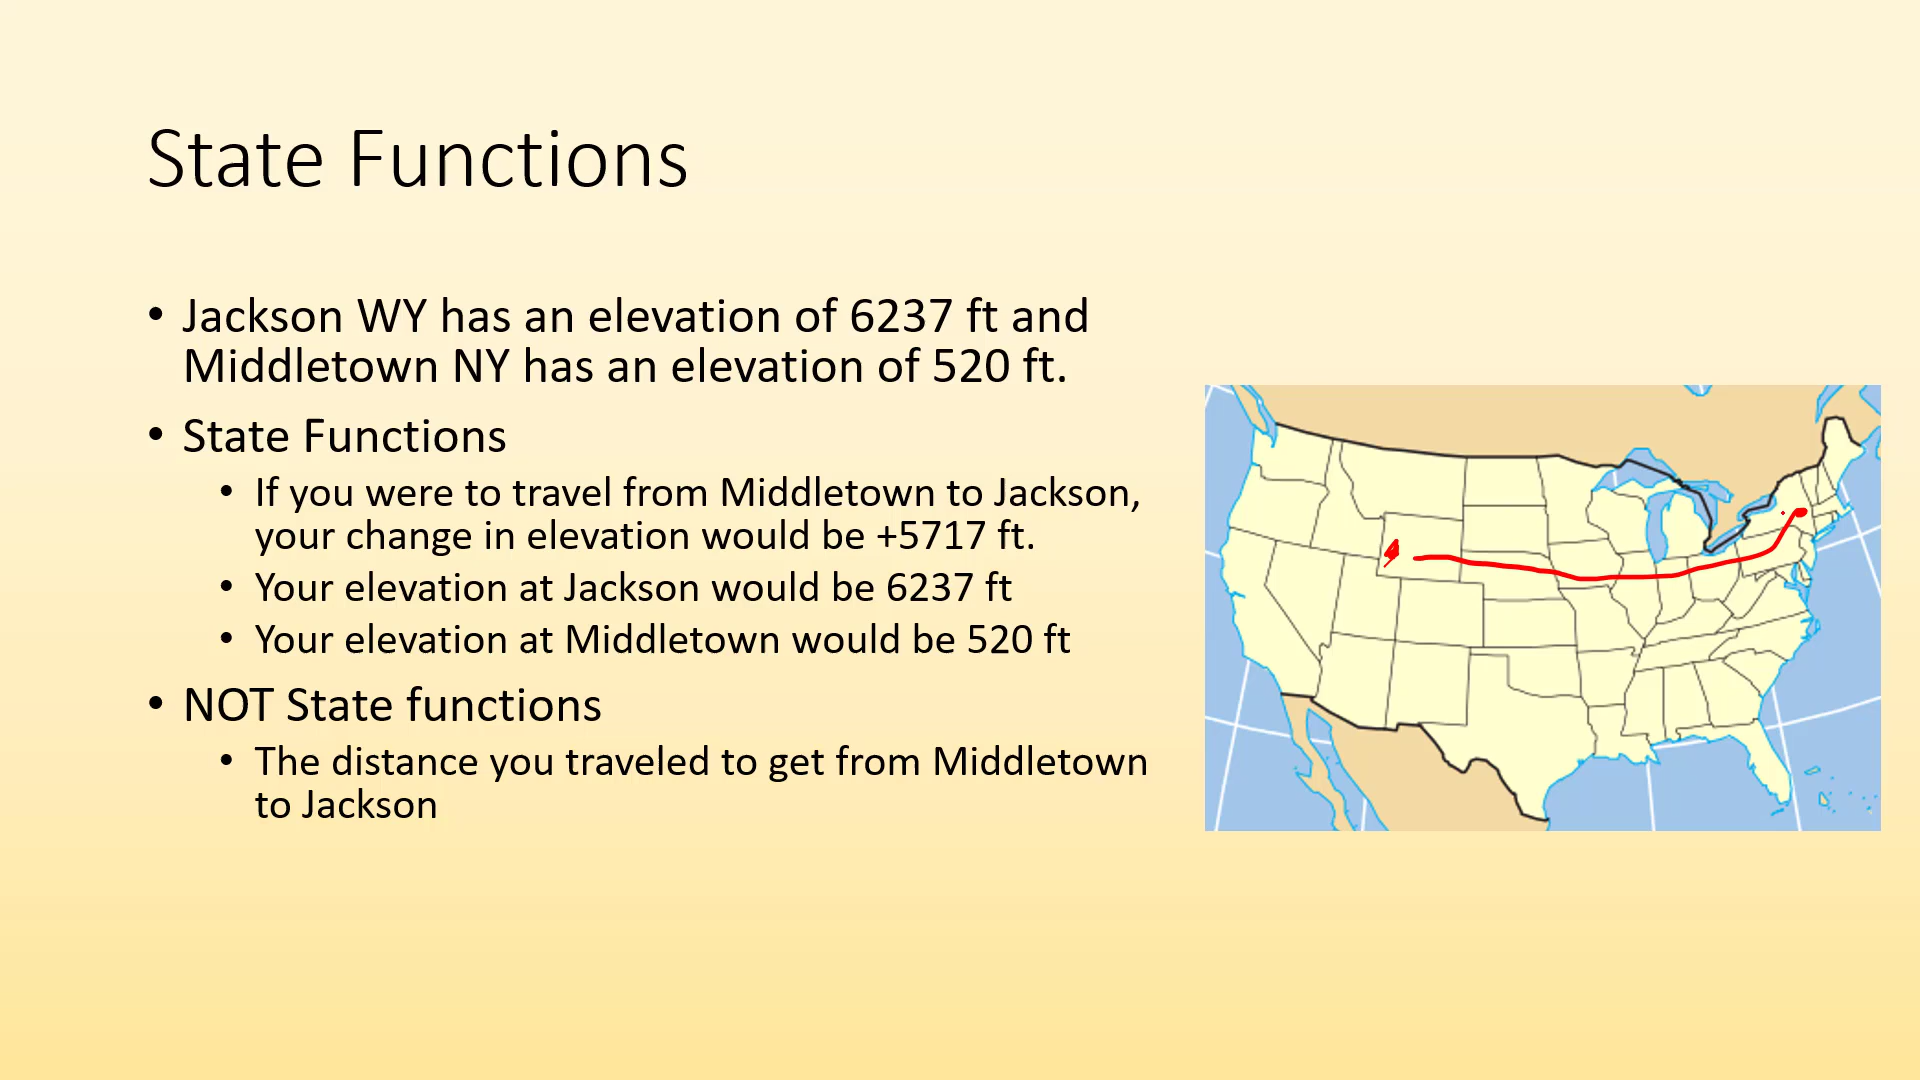 State Functions
• Jackson WY has an elevation of 6237 ft and
Middletown NY has an elevation of 520 ft.
• State Functions
• If you were to travel from Middletown to Jackson,
your change in elevation would be +5717 ft.
• Your elevation at Jackson would be 6237 ft
• Your elevation at Middletown would be 520 ft
• NOT State functions
• The distance you traveled to get from Middletown
to Jackson